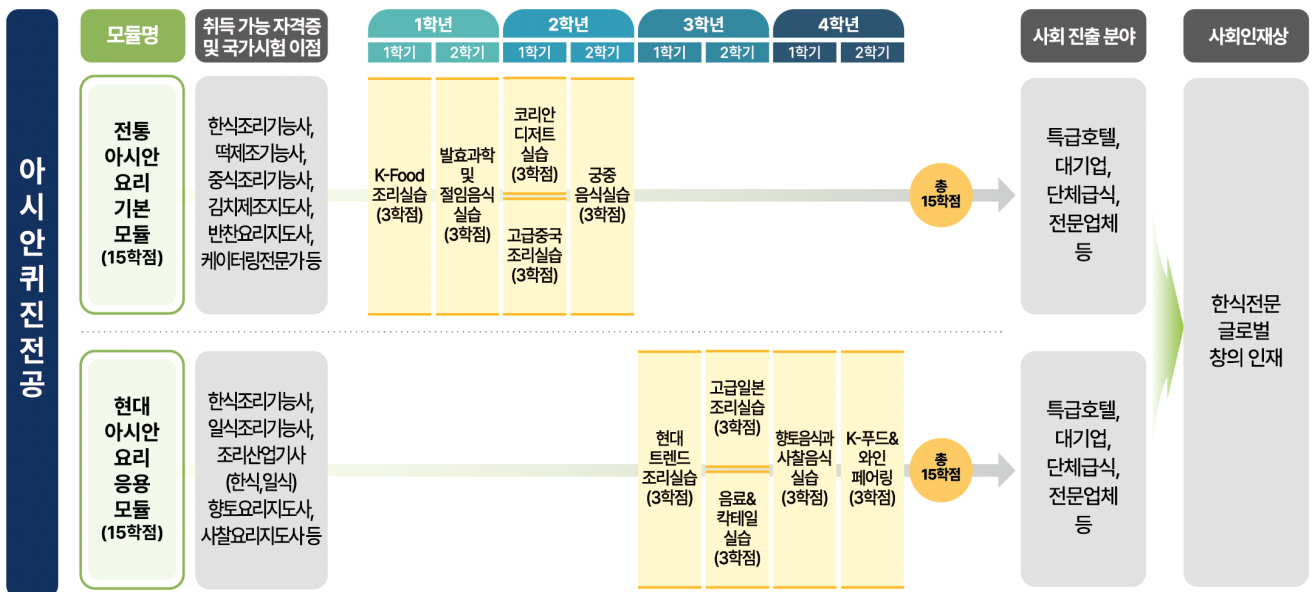 아시안퀴진전공
모듈명
취득 가능 자격증
및 국가시험 이점
1학년
2학년
3학년
4학년
1학기
2학기
1학기
2학기
1학기
2학기
1학기
2학기
사회 진출 분야
사회인재상
전통
아시안
요리
기본
모듈
(15학점)
한식조리기능사,
떡제조기능사,
중식조리기능사,
김치제조지도사,
반찬요리지도사,
케이터링전문가 등
K-Food
조리실습
(3학점)
발효과학
및
절임음식
실습
(3학점)
코리안
디저트
실습
(3학점)
고급중국
조리실습
(3학점)
궁중
음식실습
(3학점)
총
15학점
특급호텔,
대기업,
단체급식,
전문업체
등
한식전문
글로벌
창의 인재
현대
아시안
요리
응용
모듈
(15학점)
한식조리기능사,
일식조리기능사,
조리산업기사
(한식,일식)
향토요리지도사,
사찰요리지도사 등
현대
트렌드
조리실습
(3학점)
고급일본
조리실습
(3학점)
음료&
칵테일
실습
(3학점)
향토음식과
사찰음식
실습
(3학점)
K-푸드&
와인
페어링
(3학점)
총
15학점
특급호텔,
대기업,
단체급식,
전문업체
등